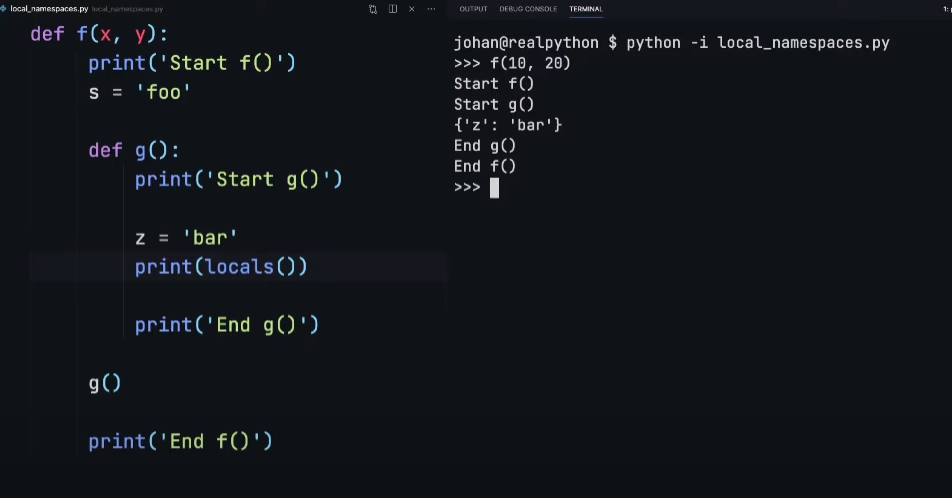 local_namespaces.py local_namespaces.py
def f(x, y):
    print('Start f()')
    s = 'foo'
    def g():
        print('Start g()')
        z = 'bar'
        print(locals())
        print('End g()')
    g()
    print('End f()')
OUTPUT DEBUG CONSOLE TERMINAL 1:
johan@realpython $ python -i local_namespaces.py
>>> f(10, 20)
Start f()
Start g()
{'z': 'bar'}
End g()
End f()
>>>